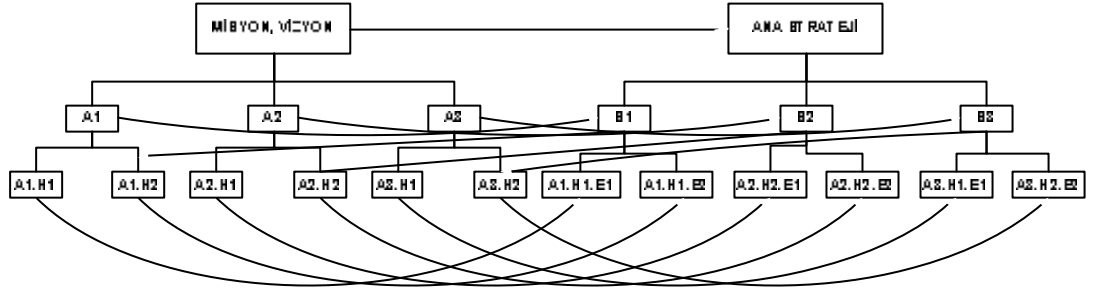 MİSYON, VİZYON
ANA STRATEJİ
A1
A2
A3
B1
B2
B3
A1.H1
A1.H2
A2.H1
A2.H2
A3.H1
A3.H2
A1.H1.E1
A1.H1.E2
A2.H2.E1
A2.H2.E2
A3.H1.E1
A3.H2.E2